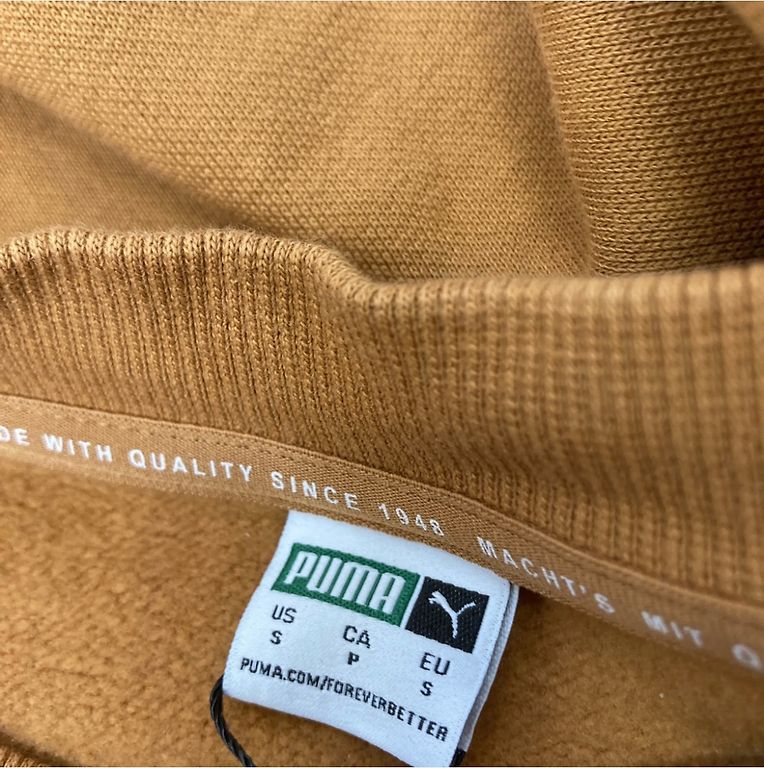 DE WITH QUALITY SINCE 1948 MACHT'S MIT Q
PUMA
US CA EU
S P S
PUMA.COM/FOREVERBETTER